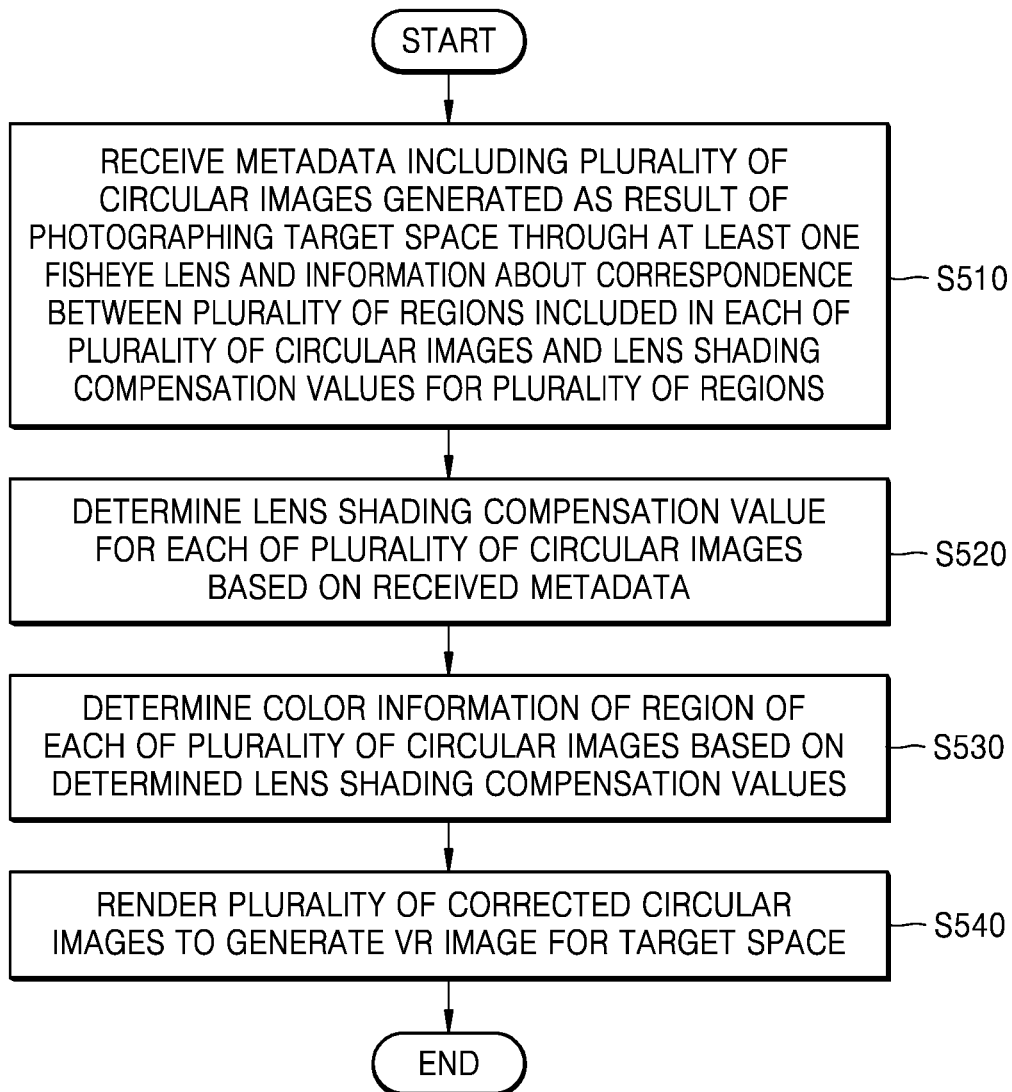 START
RECEIVE METADATA INCLUDING PLURALITY OF
CIRCULAR IMAGES GENERATED AS RESULT OF
PHOTOGRAPHING TARGET SPACE THROUGH AT LEAST ONE
FISHEYE LENS AND INFORMATION ABOUT CORRESPONDENCE
BETWEEN PLURALITY OF REGIONS INCLUDED IN EACH OF
PLURALITY OF CIRCULAR IMAGES AND LENS SHADING
COMPENSATION VALUES FOR PLURALITY OF REGIONS
S510
DETERMINE LENS SHADING COMPENSATION VALUE
FOR EACH OF PLURALITY OF CIRCULAR IMAGES
BASED ON RECEIVED METADATA
S520
DETERMINE COLOR INFORMATION OF REGION OF
EACH OF PLURALITY OF CIRCULAR IMAGES BASED ON
DETERMINED LENS SHADING COMPENSATION VALUES
S530
RENDER PLURALITY OF CORRECTED CIRCULAR
IMAGES TO GENERATE VR IMAGE FOR TARGET SPACE
S540
END